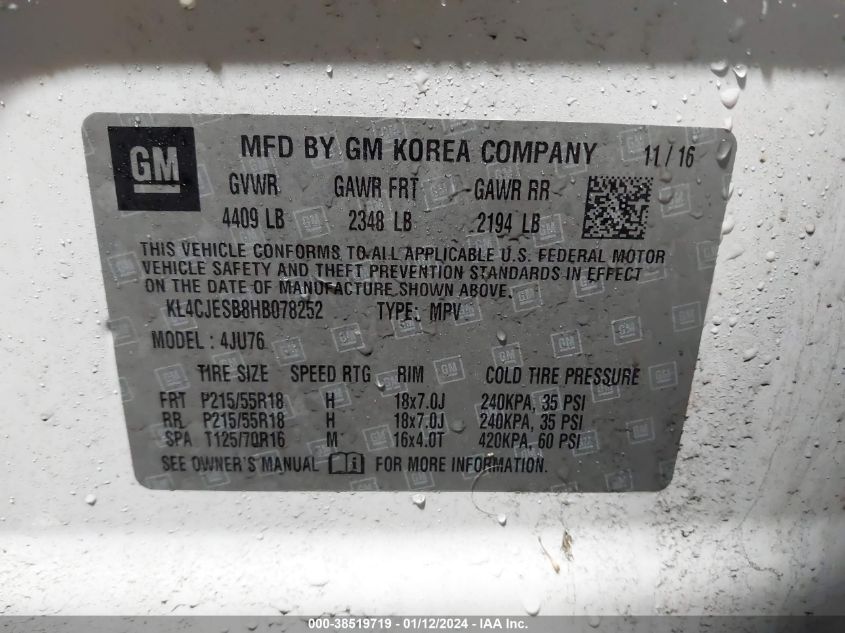 GM MFD BY GM KOREA COMPANY 11 / 16
GVWR GAWR FRT GAWR RR
4409 LB 2348 LB 2194 LB
THIS VEHICLE CONFORMS TO ALL APPLICABLE U.S. FEDERAL MOTOR
VEHICLE SAFETY AND THEFT PREVENTION STANDARDS IN EFFECT
ON THE DATE OF MANUFACTURE SHOWN ABOVE.
KL4CJESB8HB078252 TYPE: MPV
MODEL : 4JU76
TIRE SIZE SPEED RTG RIM COLD TIRE PRESSURE
FRT P215/55R18 H 18x7.0J 240KPA, 35 PSI
RR P215/55R18 H 18x7.0J 240KPA, 35 PSI
SPA T125/70R16 M 16x4.0T 420KPA, 60 PSI
SEE OWNER'S MANUAL FOR MORE INFORMATION.
000-38519719 - 01/12/2024 - IAA Inc.